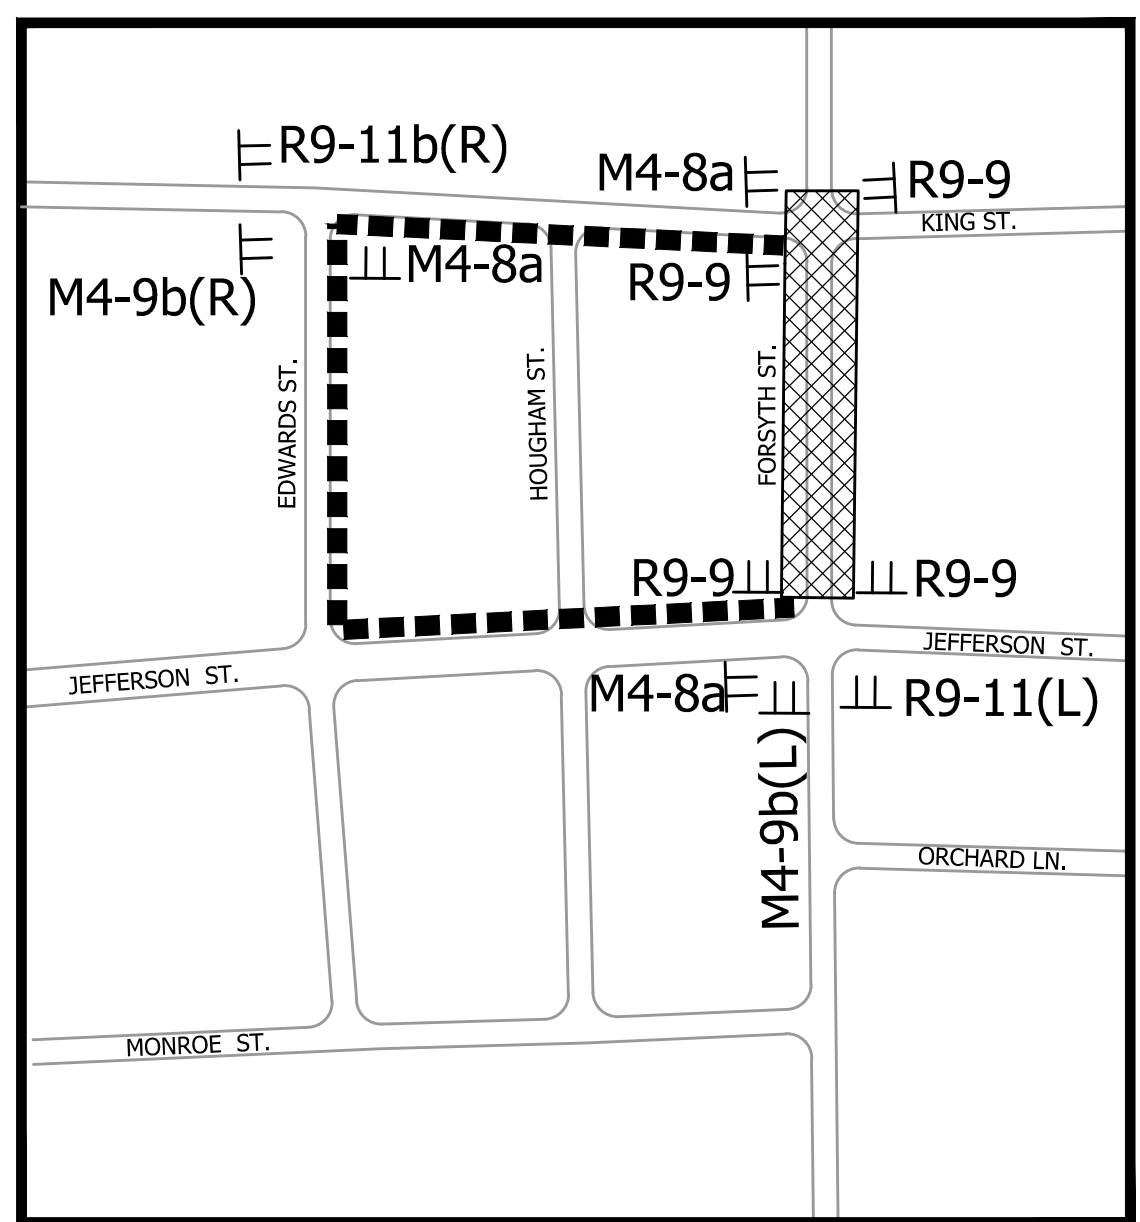 R9-11b(R)
M4-8a
R9-9
KING ST.
M4-9b(R)
M4-8a
R9-9
EDWARDS ST.
HOUGHAM ST.
FORSYTH ST.
R9-9
R9-9
JEFFERSON ST.
JEFFERSON ST.
M4-8a
R9-11(L)
M4-9b(L)
ORCHARD LN.
MONROE ST.